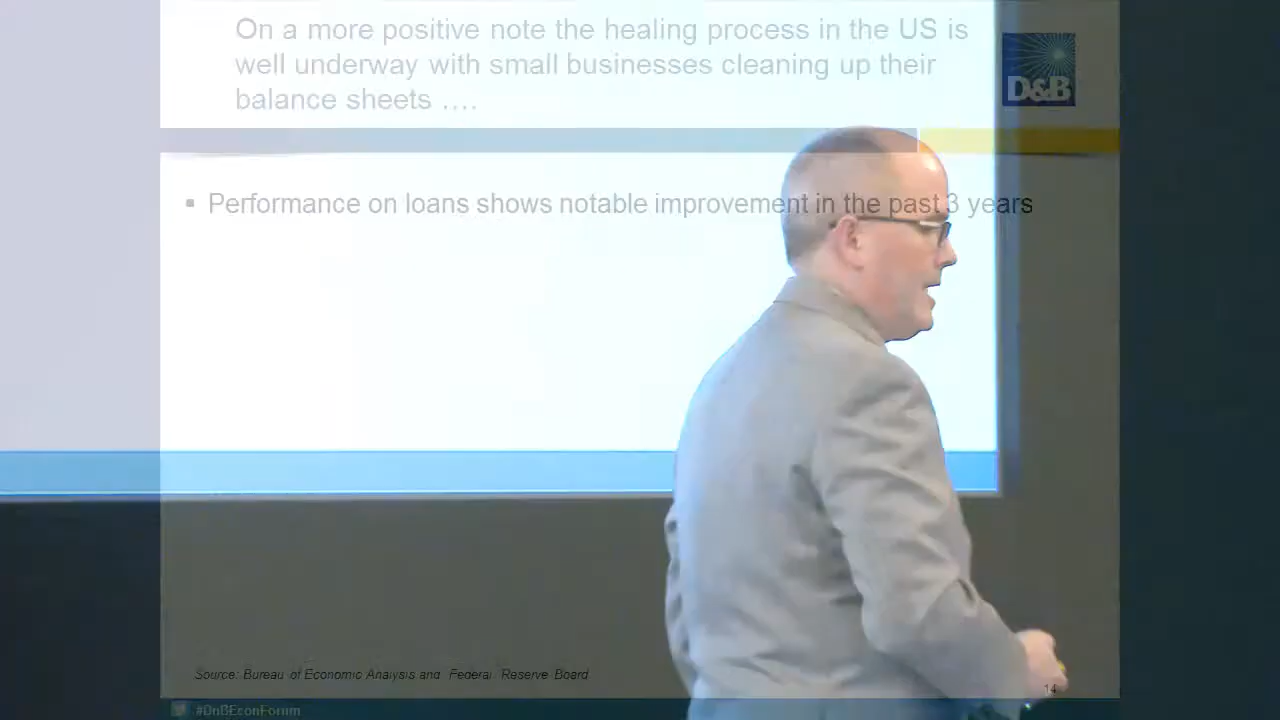 On a more positive note the healing process in the US is
well underway with small businesses cleaning up their
balance sheets ....
D&B
▪ Performance on loans shows notable improvement in the past 3 years
Source: Bureau of Economic Analysis and Federal Reserve Board
14
#DnBEconForum